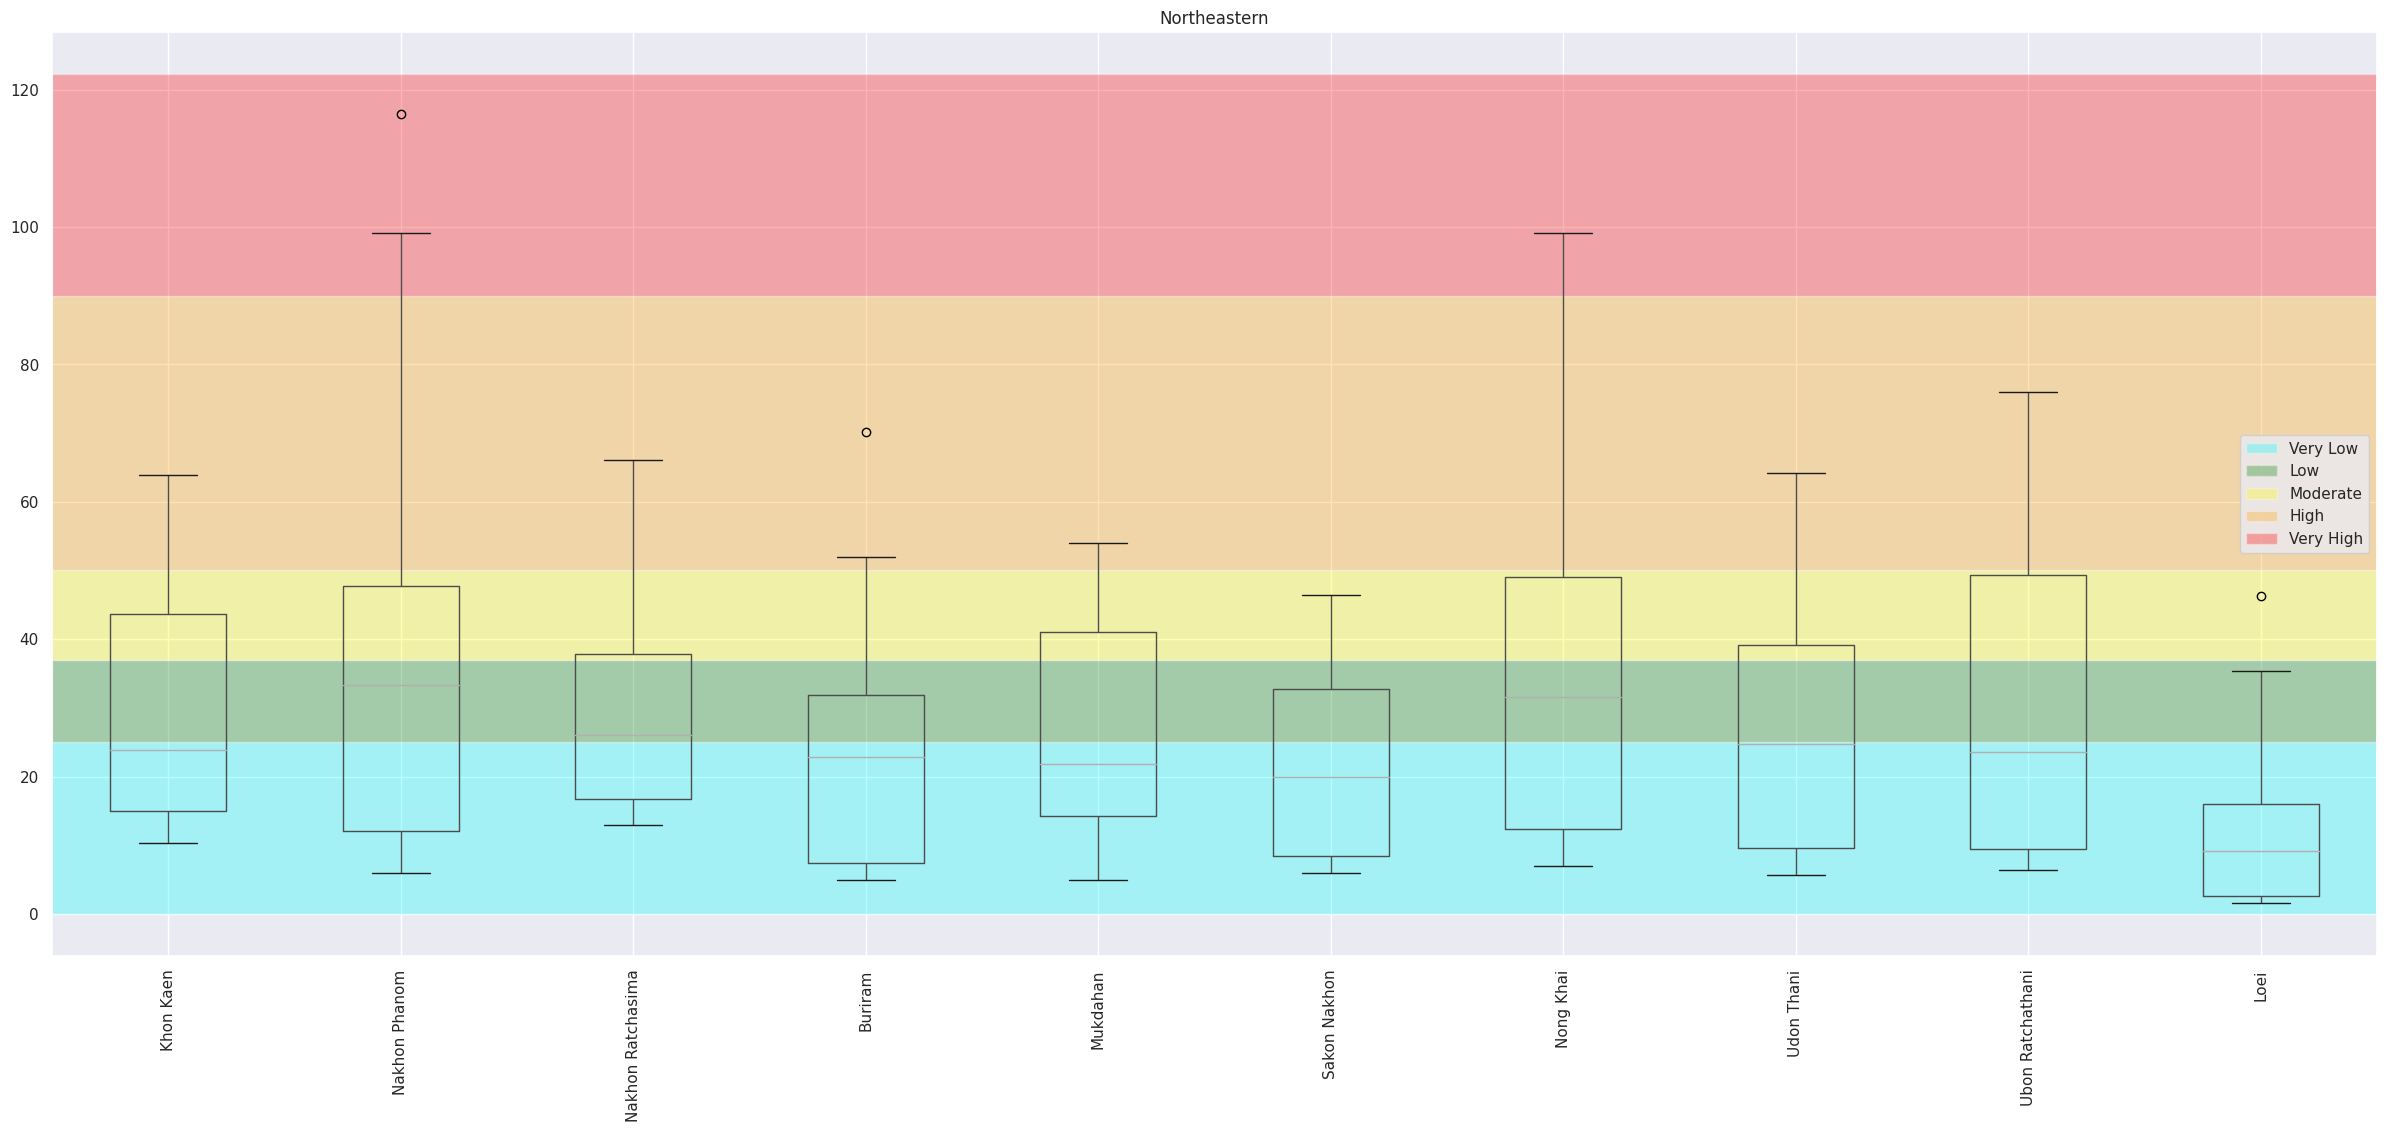 Northeastern
120
100
80
60
40
20
0
Very Low
Low
Moderate
High
Very High
Khon Kaen
Nakhon Phanom
Nakhon Ratchasima
Buriram
Mukdahan
Sakon Nakhon
Nong Khai
Udon Thani
Ubon Ratchathani
Loei